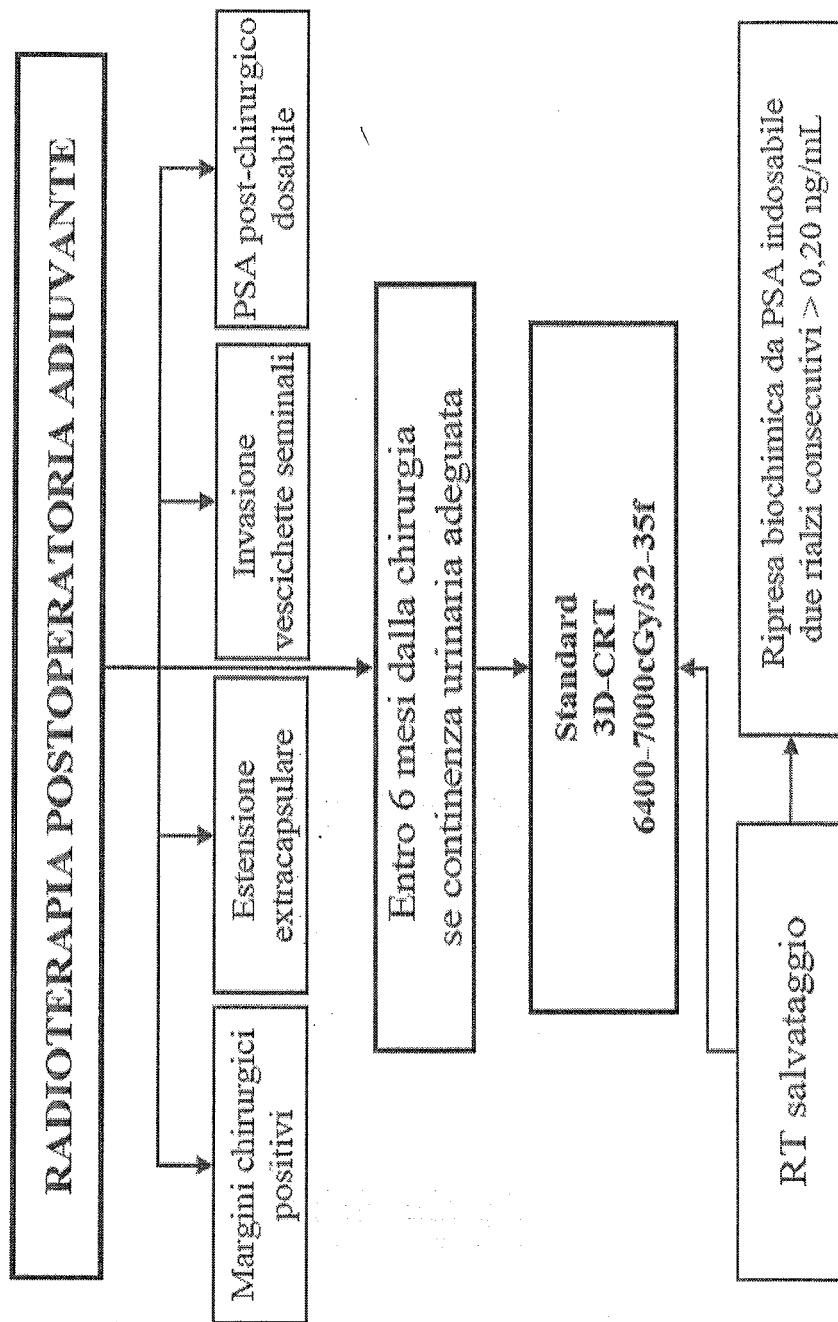 RADIOTERAPIA POSTOPERATORIA ADIUVANTE
Margini chirurgici
positivi
Estensione
extracapsulare
Invasione
vescichette seminali
PSA post-chirurgico
dosabile
Entro 6 mesi dalla chirurgia
se continenza urinaria adeguata
Standard
3D-CRT
6400-7000cGy/32-35f
RT salvataggio
Ripresa biochimica da PSA indosabile
due rialzi consecutivi > 0,20 ng/mL